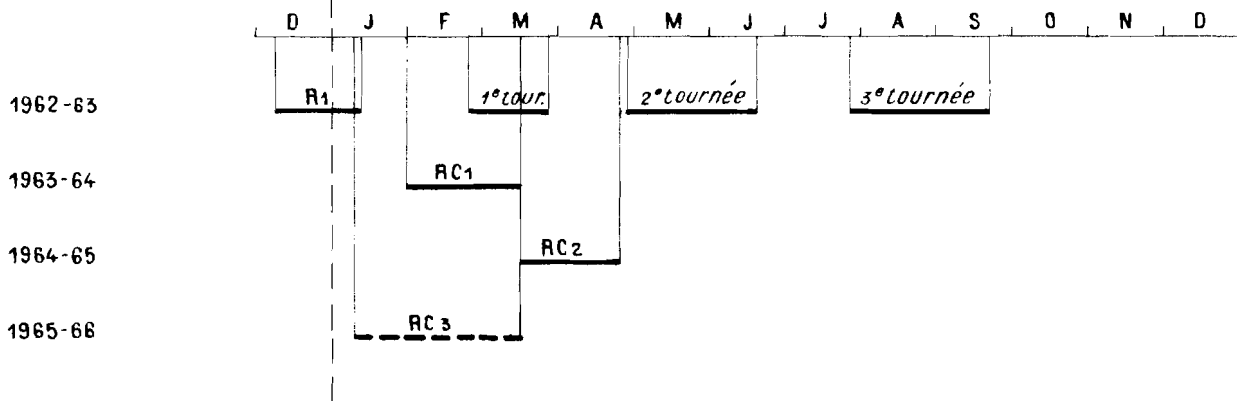 D J F M A M J J A S O N D
1962-63 R1 1e tour. 2e tournée 3e tournée
1963-64 RC1
1964-65 RC2
1965-66 RC3